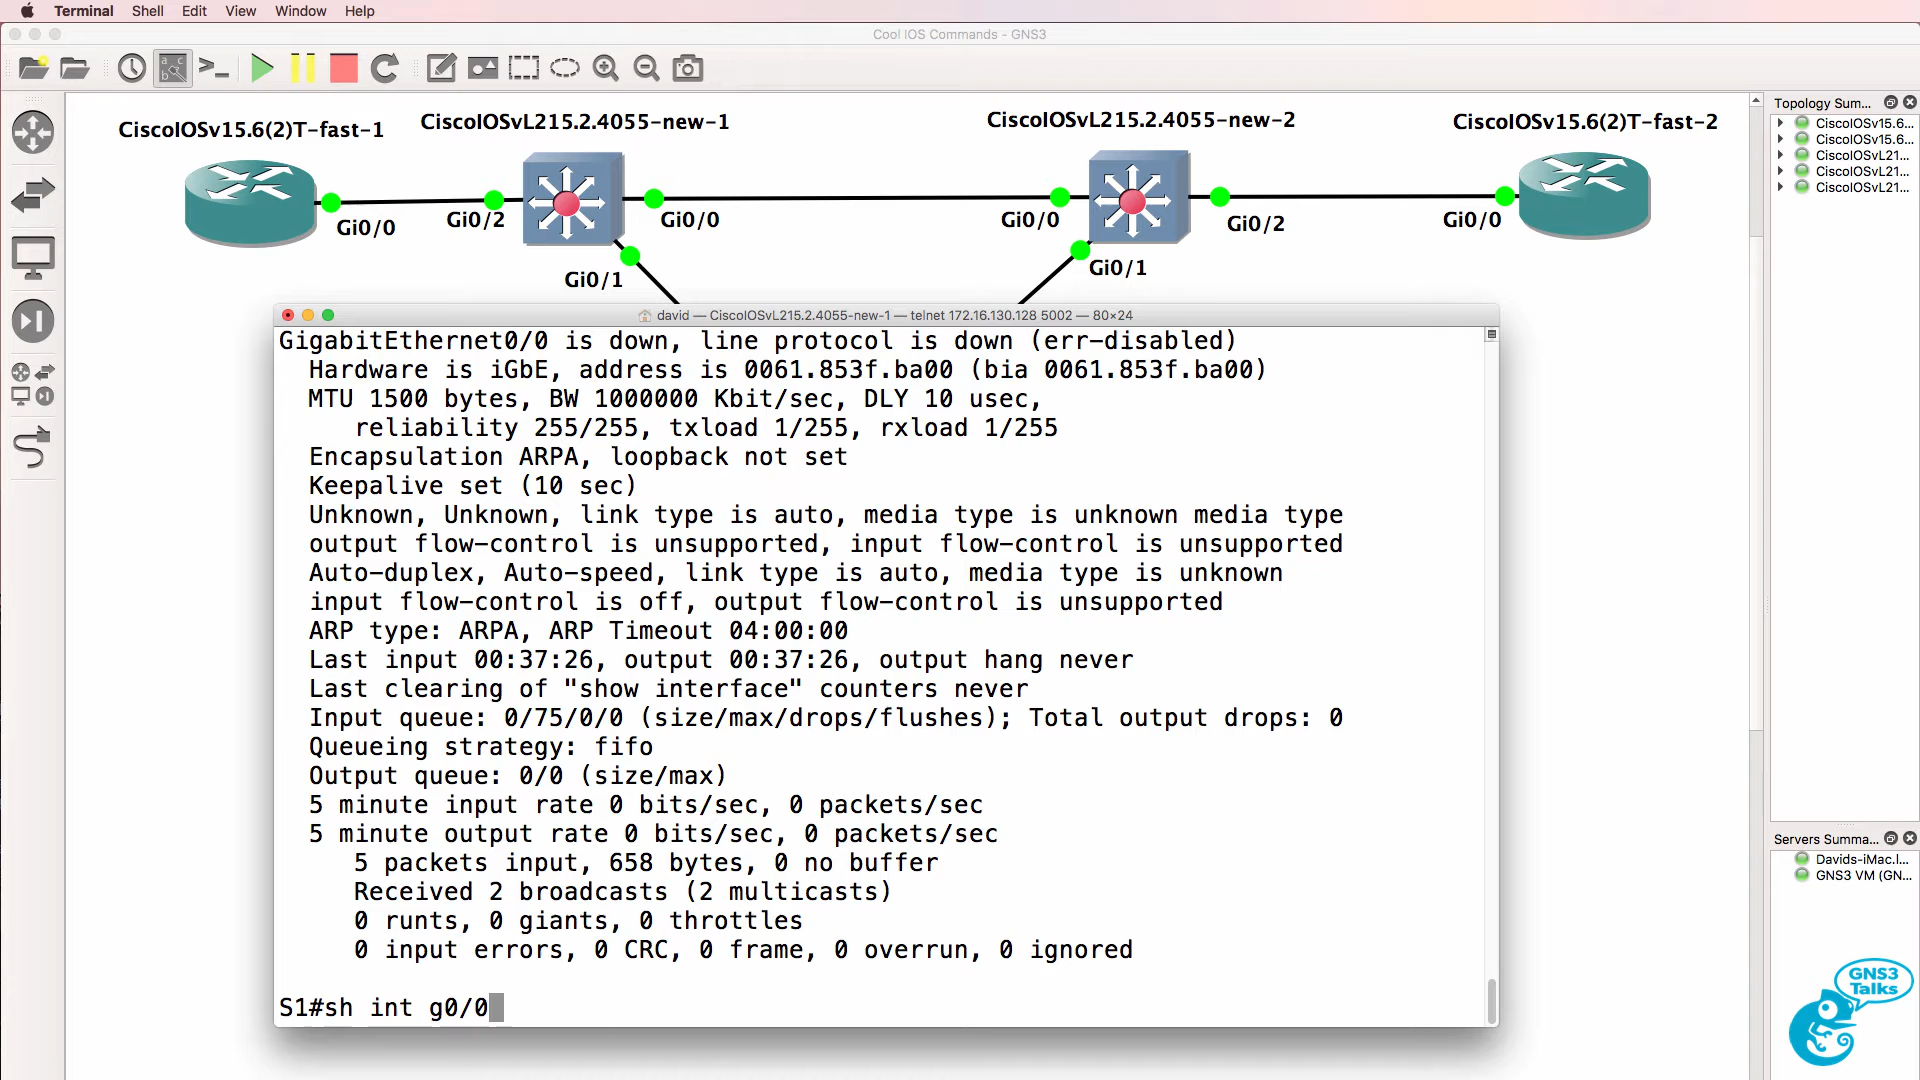 Terminal Shell Edit View Window Help
Cool IOS Commands - GNS3
CiscoIOSv15.6(2)T-fast-1
CiscoIOSvL215.2.4055-new-1
CiscoIOSvL215.2.4055-new-2
CiscoIOSv15.6(2)T-fast-2
Gi0/0
Gi0/2
Gi0/0
Gi0/0
Gi0/2
Gi0/0
Gi0/1
Gi0/1
david — CiscoIOSvL215.2.4055-new-1 — telnet 172.16.130.128 5002 — 80×24
GigabitEthernet0/0 is down, line protocol is down (err-disabled)
Hardware is iGbE, address is 0061.853f.ba00 (bia 0061.853f.ba00)
MTU 1500 bytes, BW 1000000 Kbit/sec, DLY 10 usec,
reliability 255/255, txload 1/255, rxload 1/255
Encapsulation ARPA, loopback not set
Keepalive set (10 sec)
Unknown, Unknown, link type is auto, media type is unknown media type
output flow-control is unsupported, input flow-control is unsupported
Auto-duplex, Auto-speed, link type is auto, media type is unknown
input flow-control is off, output flow-control is unsupported
ARP type: ARPA, ARP Timeout 04:00:00
Last input 00:37:26, output 00:37:26, output hang never
Last clearing of "show interface" counters never
Input queue: 0/75/0/0 (size/max/drops/flushes); Total output drops: 0
Queueing strategy: fifo
Output queue: 0/0 (size/max)
5 minute input rate 0 bits/sec, 0 packets/sec
5 minute output rate 0 bits/sec, 0 packets/sec
5 packets input, 658 bytes, 0 no buffer
Received 2 broadcasts (2 multicasts)
0 runts, 0 giants, 0 throttles
0 input errors, 0 CRC, 0 frame, 0 overrun, 0 ignored
S1#sh int g0/0
Topology Sum...
CiscoIOSv15.6...
CiscoIOSv15.6...
CiscoIOSvL21...
CiscoIOSvL21...
CiscoIOSvL21...
Servers Summa...
Davids-iMac.l...
GNS3 VM (GN...
GNS3
Talks